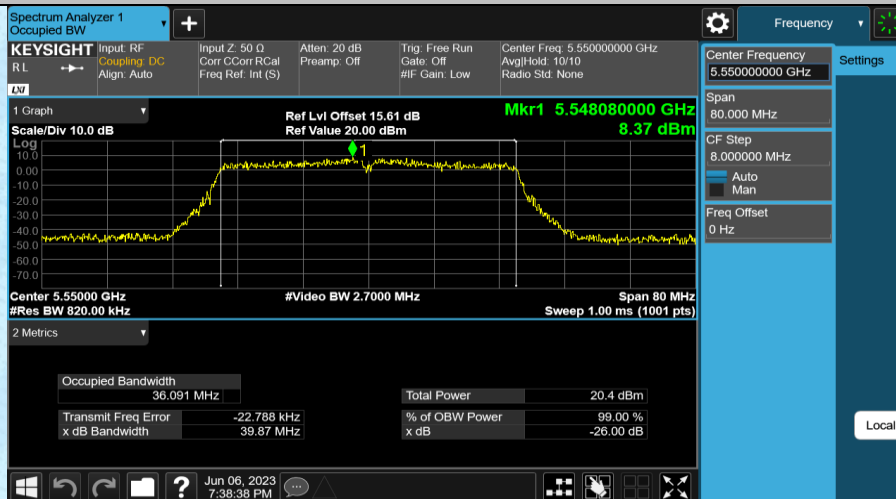 Spectrum Analyzer 1
Occupied BW
+
Frequency
KEYSIGHT
R L
LXI
Input: RF
Coupling: DC
Align: Auto
Input Z: 50 Ω
Corr CCorr RCal
Freq Ref: Int (S)
Atten: 20 dB
Preamp: Off
Trig: Free Run
Gate: Off
#IF Gain: Low
Center Freq: 5.550000000 GHz
Avg|Hold: 10/10
Radio Std: None
Center Frequency
5.550000000 GHz
Settings
Span
80.000 MHz
CF Step
8.000000 MHz
Auto
Man
Freq Offset
0 Hz
Local
1 Graph
Scale/Div 10.0 dB
Ref Lvl Offset 15.61 dB
Ref Value 20.00 dBm
Mkr1 5.548080000 GHz
8.37 dBm
Log
1
10.0
0.00
-10.0
-20.0
-30.0
-40.0
-50.0
-60.0
-70.0
Center 5.55000 GHz
#Res BW 820.00 kHz
#Video BW 2.7000 MHz
Span 80 MHz
Sweep 1.00 ms (1001 pts)
2 Metrics
Occupied Bandwidth
36.091 MHz
Total Power 20.4 dBm
Transmit Freq Error -22.788 kHz
% of OBW Power 99.00 %
x dB Bandwidth 39.87 MHz
x dB -26.00 dB
?
Jun 06, 2023
7:38:38 PM